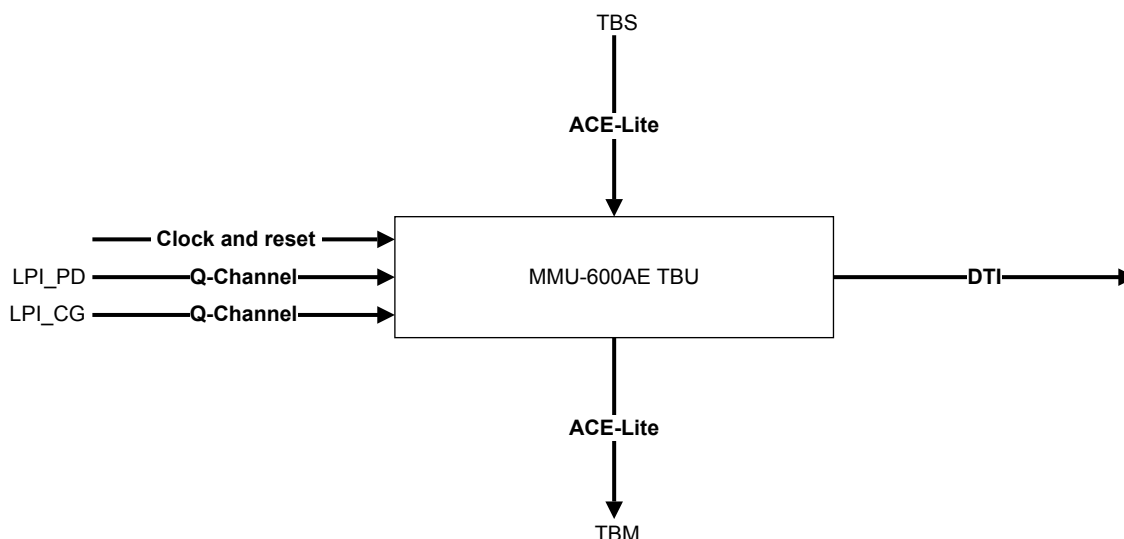 TBS
ACE-Lite
Clock and reset
LPI_PD Q-Channel MMU-600AE TBU DTI
LPI_CG Q-Channel
ACE-Lite
TBM